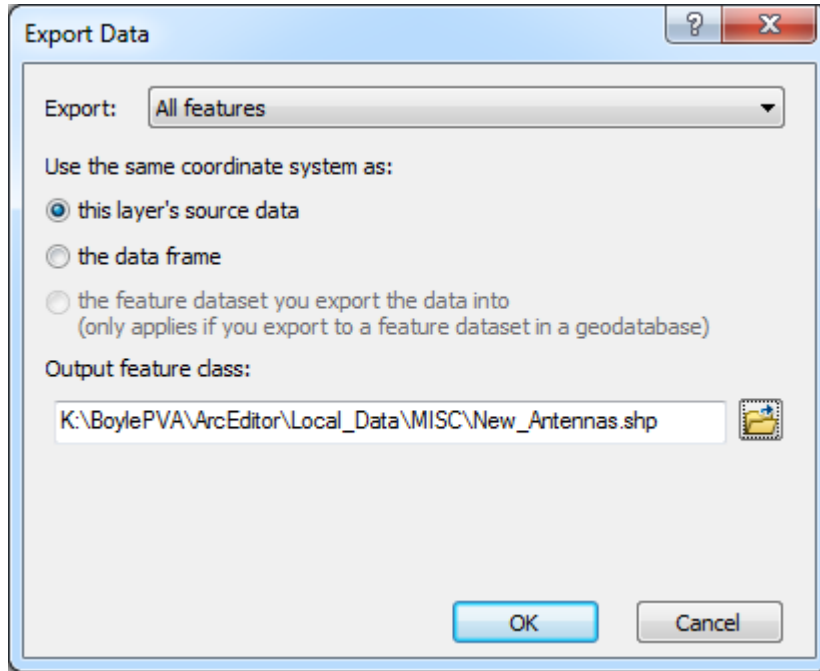 Export Data
Export: All features
Use the same coordinate system as:
this layer's source data
the data frame
the feature dataset you export the data into
(only applies if you export to a feature dataset in a geodatabase)
Output feature class:
K:\BoylePVA\ArcEditor\Local_Data\MISC\New_Antennas.shp
OK Cancel